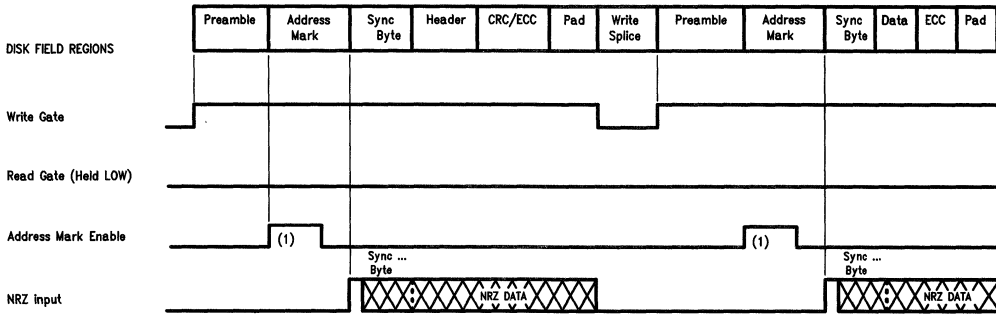 Preamble Address Mark Sync Byte Header CRC/ECC Pad Write Splice Preamble Address Mark Sync Byte Data ECC Pad
DISK FIELD REGIONS
Write Gate
Read Gate (Held LOW)
Address Mark Enable
(1) (1)
Sync ... Byte Sync ... Byte
NRZ input
NRZ DATA NRZ DATA